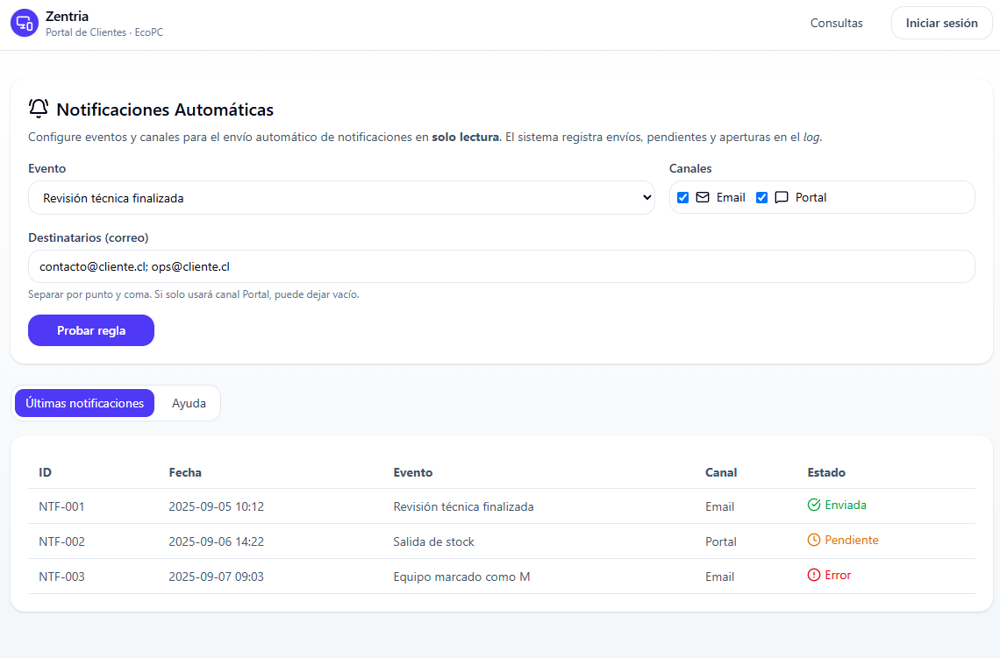 Zentria
Portal de Clientes · EcoPC
Consultas
Iniciar sesión
Notificaciones Automáticas
Configure eventos y canales para el envío automático de notificaciones en solo lectura. El sistema registra envíos, pendientes y aperturas en el log.
Evento
Canales
Revisión técnica finalizada
Email
Portal
Destinatarios (correo)
contacto@cliente.cl; ops@cliente.cl
Separar por punto y coma. Si solo usará canal Portal, puede dejar vacío.
Probar regla
Últimas notificaciones
Ayuda
ID Fecha Evento Canal Estado
NTF-001 2025-09-05 10:12 Revisión técnica finalizada Email Enviada
NTF-002 2025-09-06 14:22 Salida de stock Portal Pendiente
NTF-003 2025-09-07 09:03 Equipo marcado como M Email Error